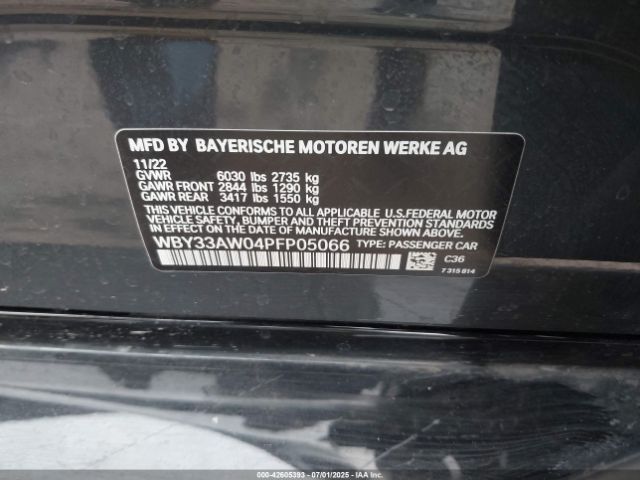 MFD BY BAYERISCHE MOTOREN WERKE AG
11/22
GVWR 6030 lbs 2735 kg
GAWR FRONT 2844 lbs 1290 kg
GAWR REAR 3417 lbs 1550 kg
THIS VEHICLE CONFORMS TO ALL APPLICABLE U.S.FEDERAL MOTOR
VEHICLE SAFETY, BUMPER AND THEFT PREVENTION STANDARDS
IN EFFECT ON THE DATE OF MANUFACTURE SHOWN ABOVE.
WBY33AW04PFP05066 TYPE: PASSENGER CAR
C36
7 315 814
000-42605393 - 07/01/2025 - IAAI.COM